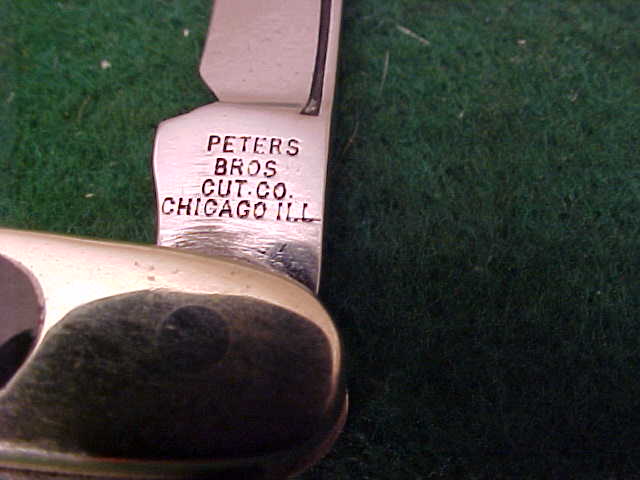 PETERS
BROS
CUT. CO.
CHICAGO ILL